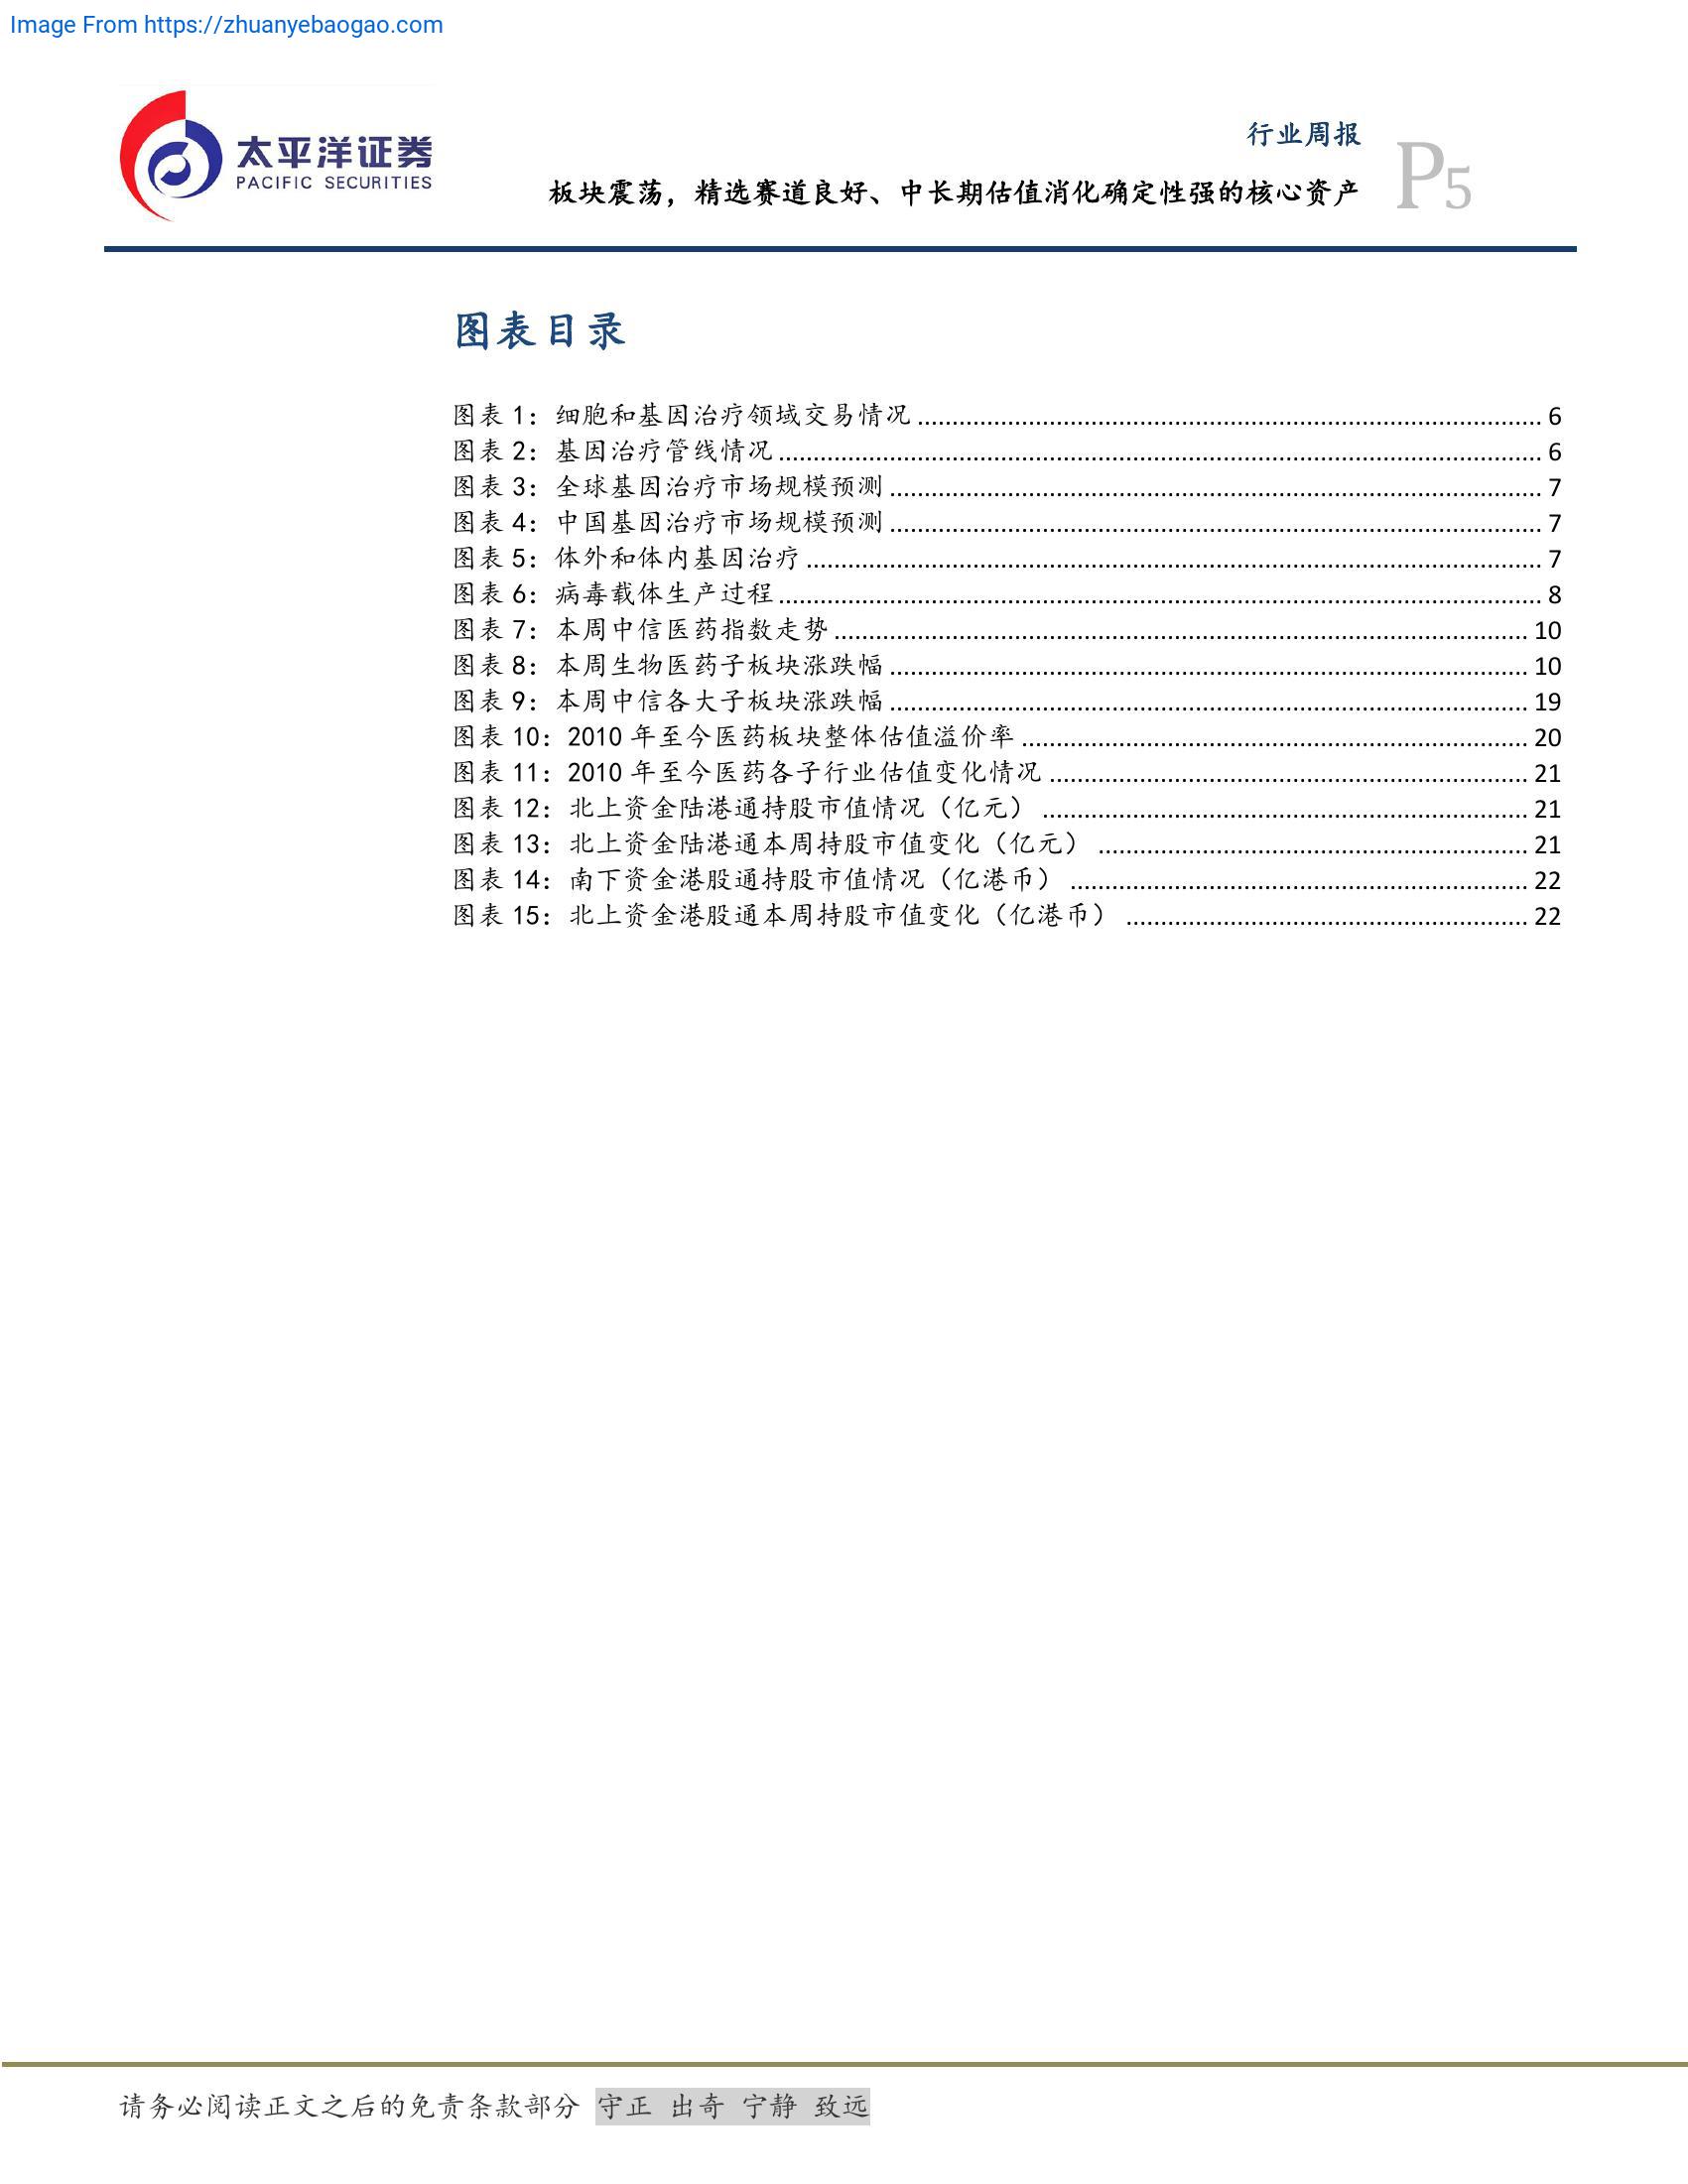 Image From https://zhuanyebaogao.com
太平洋证券
PACIFIC SECURITIES
行业周报
板块震荡，精选赛道良好、中长期估值消化确定性强的核心资产
P5
图表目录
图表 1：细胞和基因治疗领域交易情况 6
图表 2：基因治疗管线情况 6
图表 3：全球基因治疗市场规模预测 7
图表 4：中国基因治疗市场规模预测 7
图表 5：体外和体内基因治疗 7
图表 6：病毒载体生产过程 8
图表 7：本周中信医药指数走势 10
图表 8：本周生物医药子板块涨跌幅 10
图表 9：本周中信各大子板块涨跌幅 19
图表 10：2010 年至今医药板块整体估值溢价率 20
图表 11：2010 年至今医药各子行业估值变化情况 21
图表 12：北上资金陆港通持股市值情况（亿元） 21
图表 13：北上资金陆港通本周持股市值变化（亿元） 21
图表 14：南下资金港股通持股市值情况（亿港币） 22
图表 15：北上资金港股通本周持股市值变化（亿港币） 22
请务必阅读正文之后的免责条款部分 守正 出奇 宁静 致远